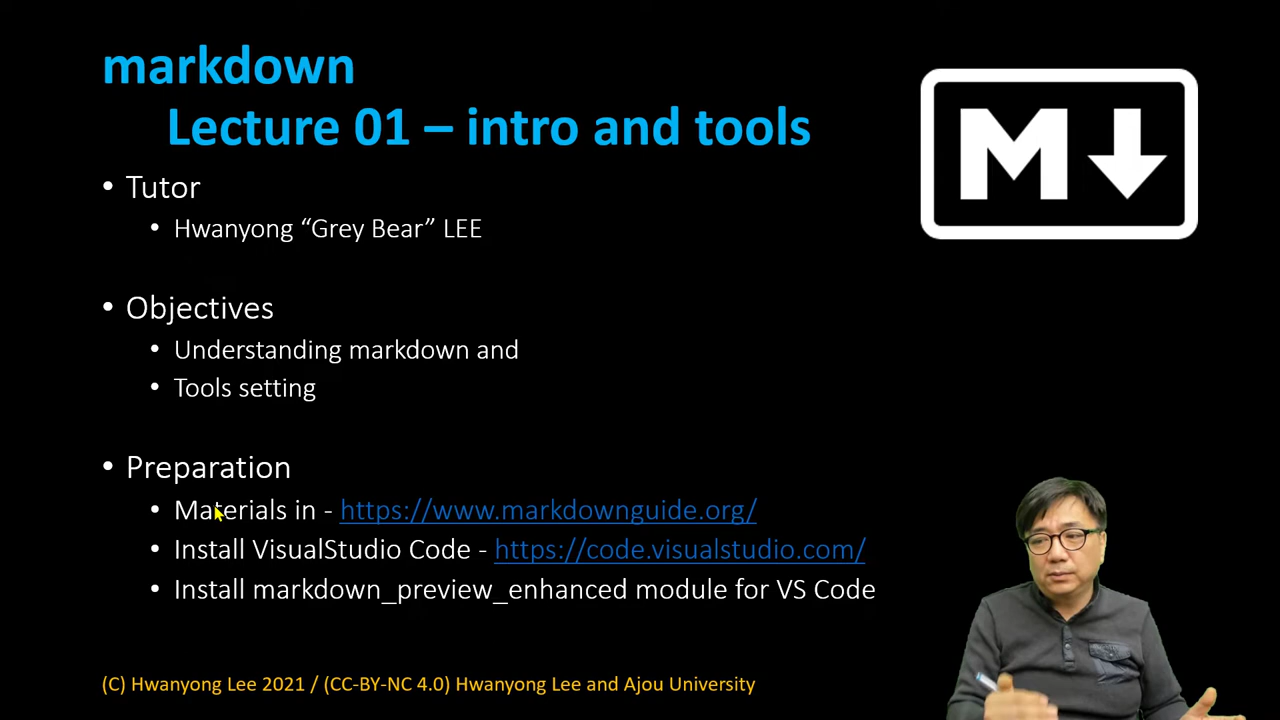 markdown
Lecture 01 – intro and tools
M
• Tutor
• Hwanyong “Grey Bear” LEE
• Objectives
• Understanding markdown and
• Tools setting
• Preparation
• Materials in - https://www.markdownguide.org/
• Install VisualStudio Code - https://code.visualstudio.com/
• Install markdown_preview_enhanced module for VS Code
(C) Hwanyong Lee 2021 / (CC-BY-NC 4.0) Hwanyong Lee and Ajou University